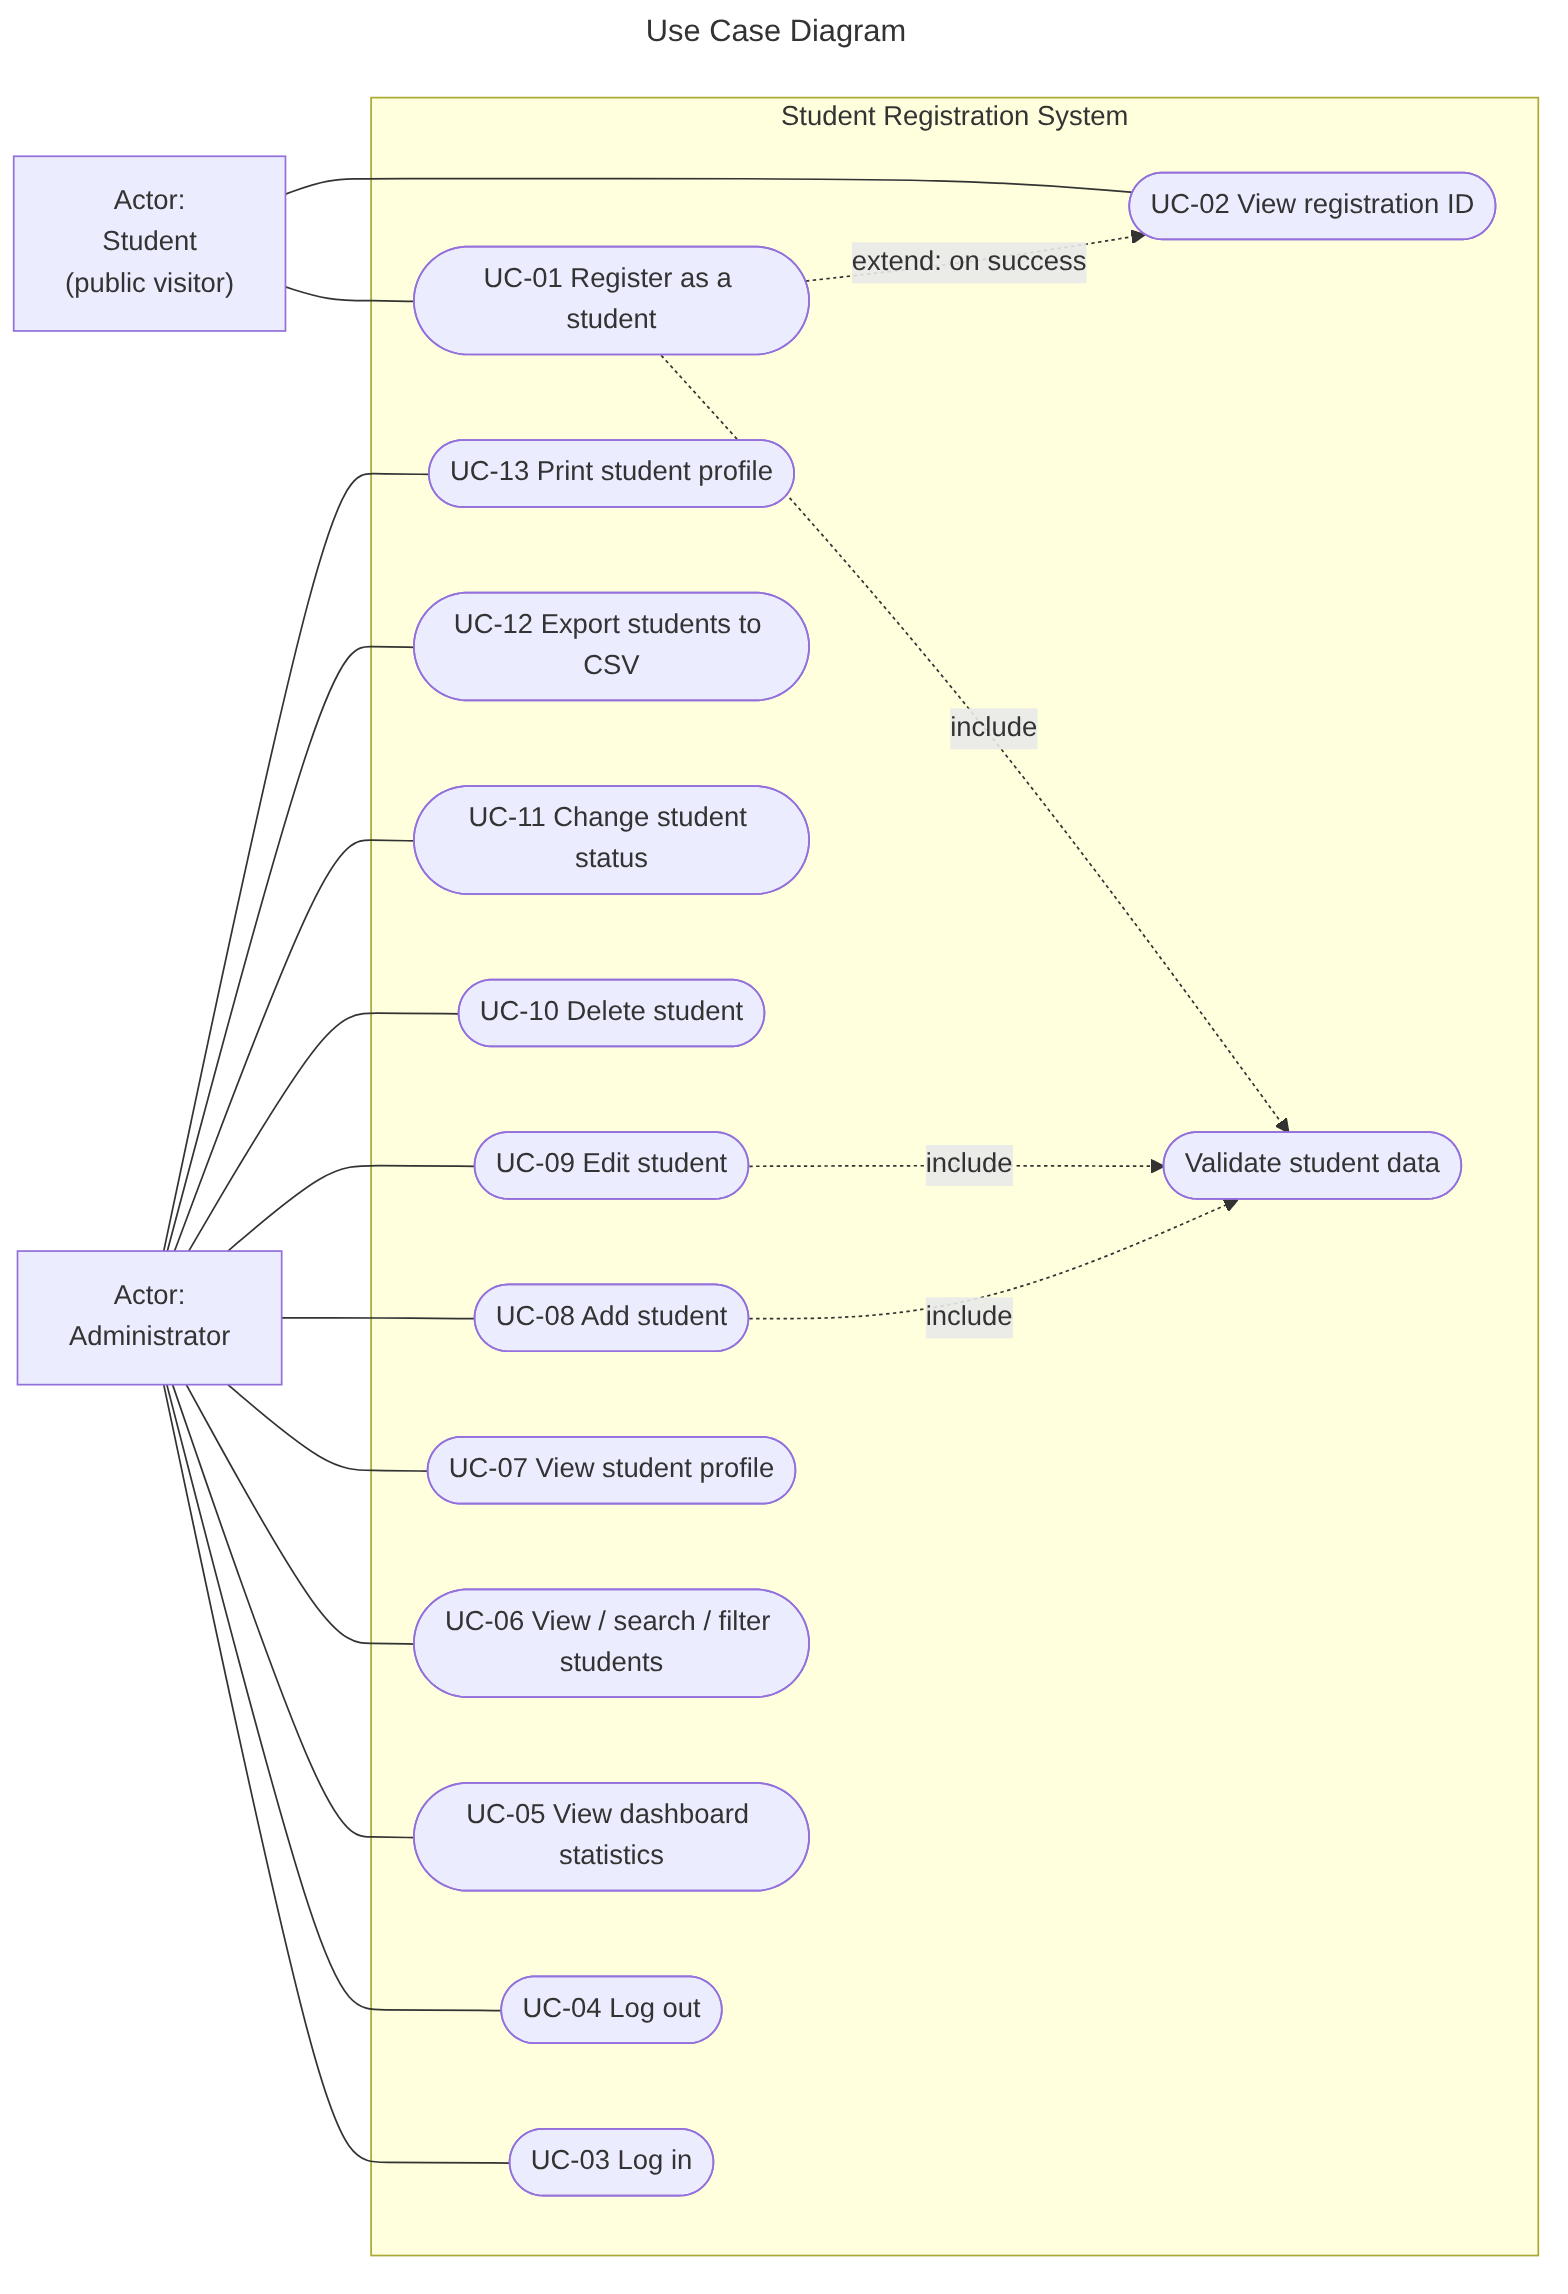 Use Case Diagram
Student Registration System
Actor:
Student
(public visitor)
UC-02 View registration ID
extend: on success
UC-01 Register as a
student
UC-13 Print student profile
UC-12 Export students to
CSV
include
UC-11 Change student
status
UC-10 Delete student
UC-09 Edit student
include
Validate student data
Actor:
Administrator
UC-08 Add student
include
UC-07 View student profile
UC-06 View / search / filter
students
UC-05 View dashboard
statistics
UC-04 Log out
UC-03 Log in